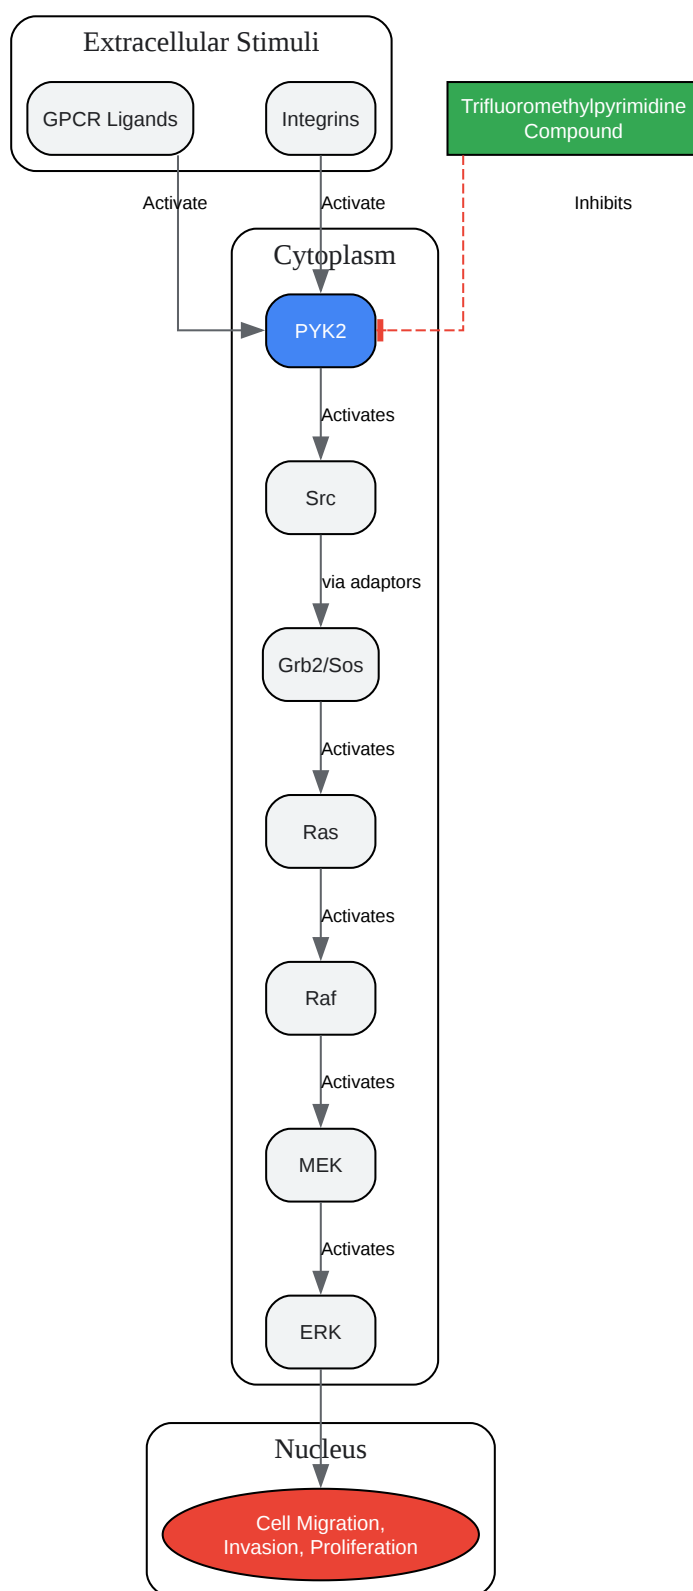 Extracellular Stimuli
GPCR Ligands
Integrins
Trifluoromethylpyrimidine
Compound
Activate
Activate
Inhibits
Cytoplasm
PYK2
Activates
Src
via adaptors
Grb2/Sos
Activates
Ras
Activates
Raf
Activates
MEK
Activates
ERK
Nucleus
Cell Migration,
Invasion, Proliferation